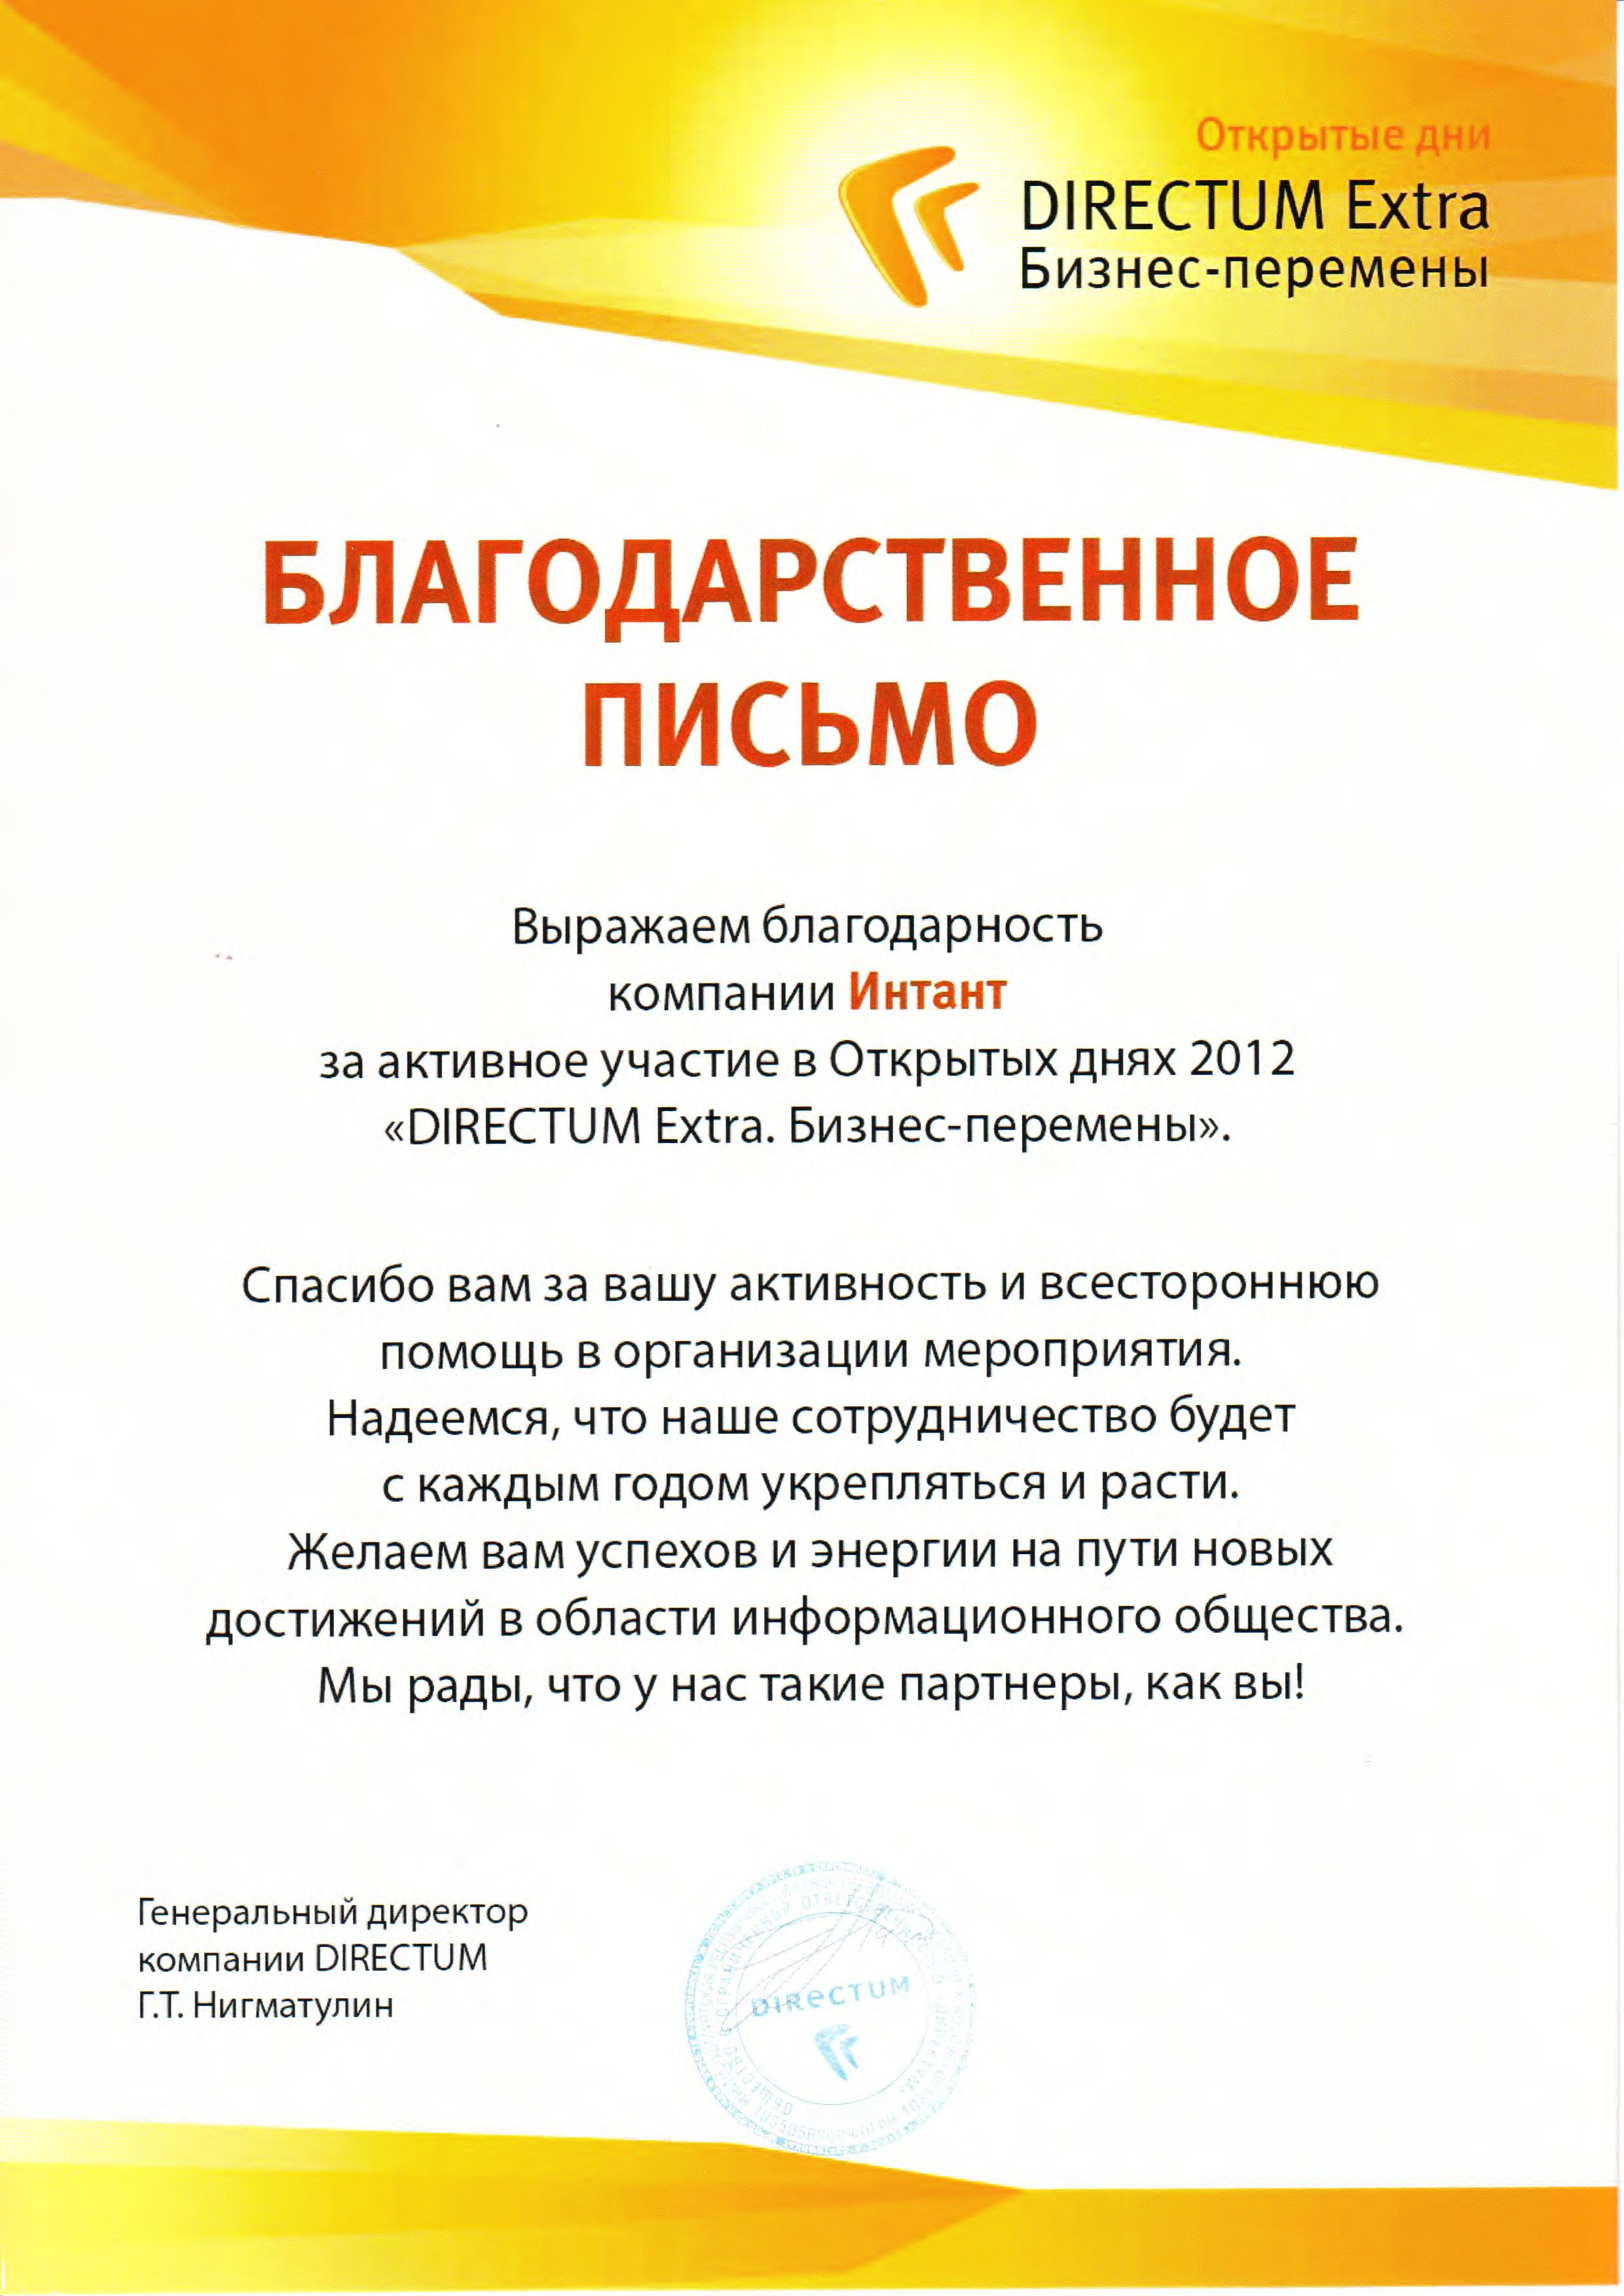 Открытые дни
DIRECTUM Extra
Бизнес-перемены
БЛАГОДАРСТВЕННОЕ
ПИСЬМО
Выражаем благодарность
компании Интант
за активное участие в Открытых днях 2012
«DIRECTUM Extra. Бизнес-перемены».
Спасибо вам за вашу активность и всестороннюю
помощь в организации мероприятия.
Надеемся, что наше сотрудничество будет
с каждым годом укрепляться и расти.
Желаем вам успехов и энергии на пути новых
достижений в области информационного общества.
Мы рады, что у нас такие партнеры, как вы!
Генеральный директор
компании DIRECTUM
Г.Т. Нигматулин
ОБЩЕСТВО С ОГРАНИЧЕННОЙ ОТВЕТСТВЕННОСТЬЮ
DIRECTUM